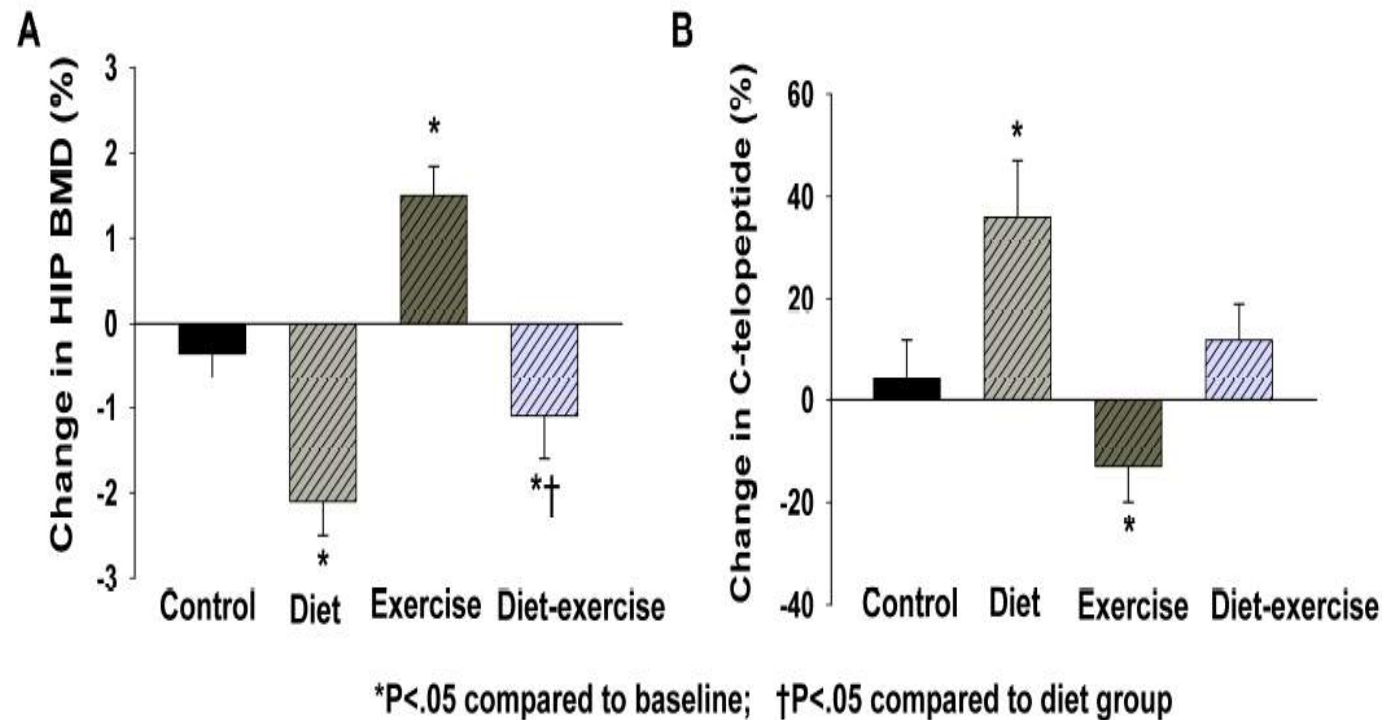 A
Change in HIP BMD (%)
3
2
1
0
-1
-2
-3
*
*
*†
Control Diet Exercise Diet-exercise
B
Change in C-telopeptide (%)
60
40
20
0
-20
-40
*
*
Control Diet Exercise Diet-exercise
*P<.05 compared to baseline; †P<.05 compared to diet group